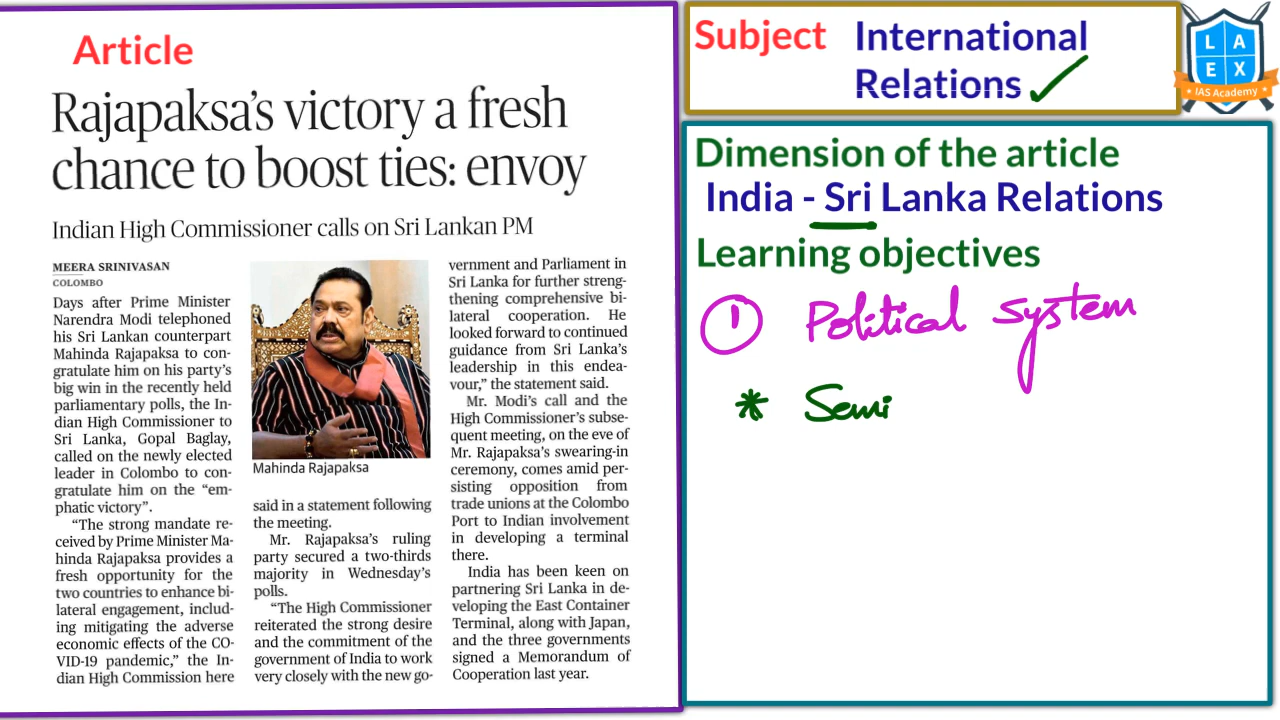 Article
Rajapaksa's victory a fresh
chance to boost ties: envoy
Indian High Commissioner calls on Sri Lankan PM
MEERA SRINIVASAN
COLOMBO
Days after Prime Minister
Narendra Modi telephoned
his Sri Lankan counterpart
Mahinda Rajapaksa to con-
gratulate him on his party's
big win in the recently held
parliamentary polls, the In-
dian High Commissioner to
Sri Lanka, Gopal Baglay,
called on the newly elected
leader in Colombo to con-
gratulate him on the "em-
phatic victory".
"The strong mandate re-
ceived by Prime Minister Ma-
hinda Rajapaksa provides a
fresh opportunity for the
two countries to enhance bi-
lateral engagement, includ-
ing mitigating the adverse
economic effects of the CO-
VID-19 pandemic," the In-
dian High Commission here
Mahinda Rajapaksa
said in a statement following
the meeting.
Mr. Rajapaksa's ruling
party secured a two-thirds
majority in Wednesday's
polls.
"The High Commissioner
reiterated the strong desire
and the commitment of the
government of India to work
very closely with the new go-
vernment and Parliament in
Sri Lanka for further streng-
thening comprehensive bi-
lateral cooperation. He
looked forward to continued
guidance from Sri Lanka's
leadership in this endea-
vour," the statement said.
Mr. Modi's call and the
High Commissioner's subse-
quent meeting, on the eve of
Mr. Rajapaksa's swearing-in
ceremony, comes amid per-
sisting opposition from
trade unions at the Colombo
Port to Indian involvement
in developing a terminal
there.
India has been keen on
partnering Sri Lanka in de-
veloping the East Container
Terminal, along with Japan,
and the three governments
signed a Memorandum of
Cooperation last year.
Subject International
Relations ✓
LA
EX
IAS Academy
Dimension of the article
India - Sri Lanka Relations
Learning objectives
① Political system
* Semi